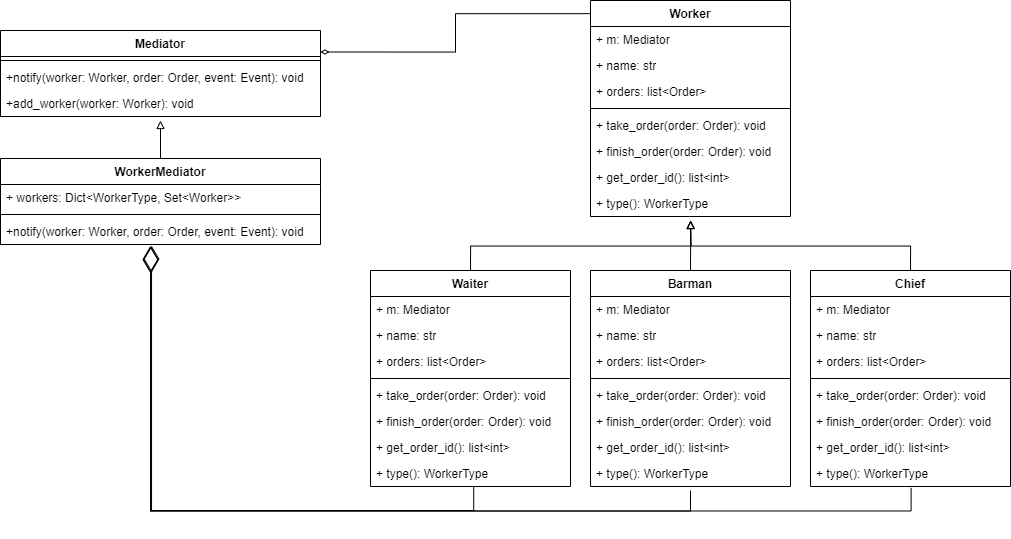 Mediator
+notify(worker: Worker, order: Order, event: Event): void
+add_worker(worker: Worker): void
WorkerMediator
+ workers: Dict<WorkerType, Set<Worker>>
+notify(worker: Worker, order: Order, event: Event): void
Worker
+ m: Mediator
+ name: str
+ orders: list<Order>
+ take_order(order: Order): void
+ finish_order(order: Order): void
+ get_order_id(): list<int>
+ type(): WorkerType
Waiter
+ m: Mediator
+ name: str
+ orders: list<Order>
+ take_order(order: Order): void
+ finish_order(order: Order): void
+ get_order_id(): list<int>
+ type(): WorkerType
Barman
+ m: Mediator
+ name: str
+ orders: list<Order>
+ take_order(order: Order): void
+ finish_order(order: Order): void
+ get_order_id(): list<int>
+ type(): WorkerType
Chief
+ m: Mediator
+ name: str
+ orders: list<Order>
+ take_order(order: Order): void
+ finish_order(order: Order): void
+ get_order_id(): list<int>
+ type(): WorkerType